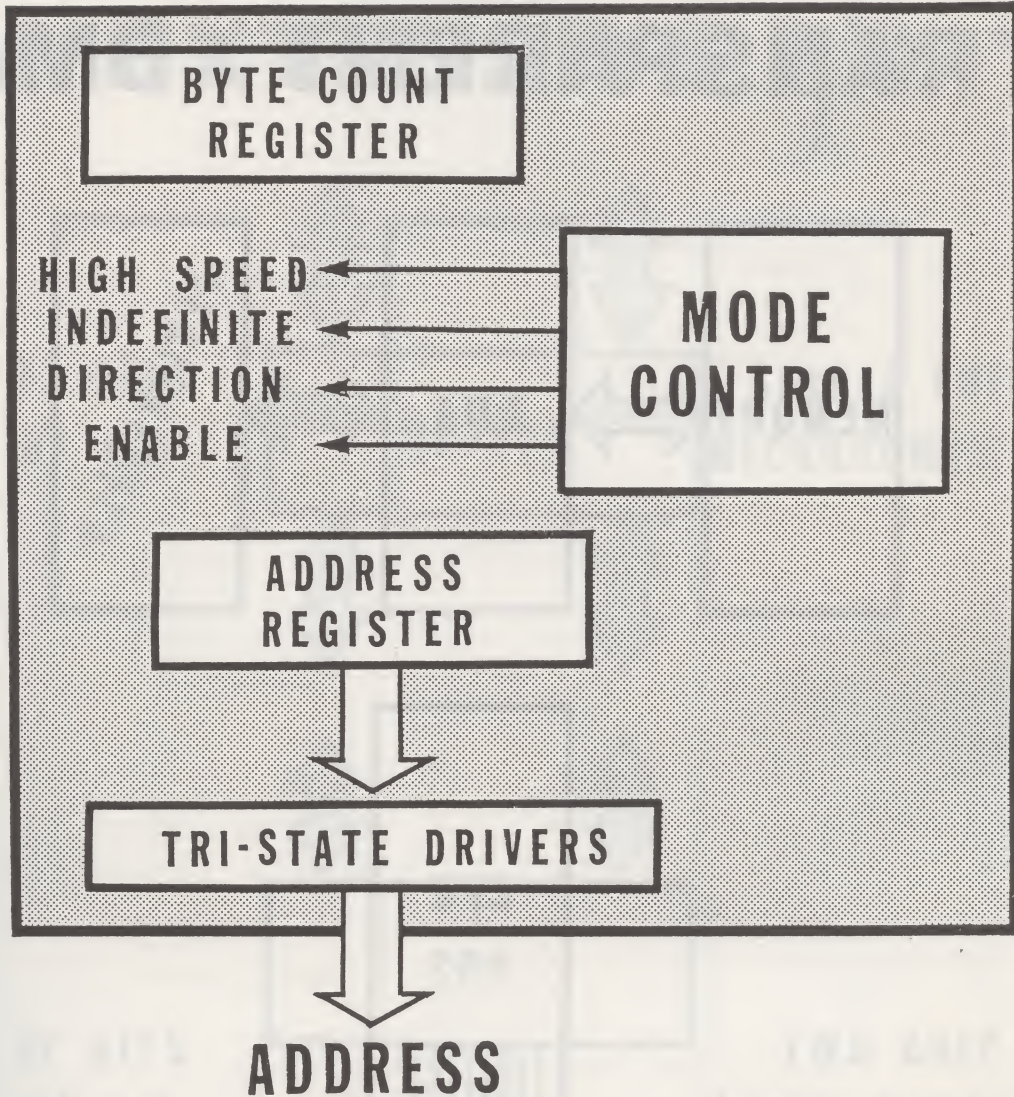 BYTE COUNT
REGISTER
HIGH SPEED
INDEFINITE
DIRECTION
ENABLE
MODE
CONTROL
ADDRESS
REGISTER
TRI-STATE DRIVERS
ADDRESS